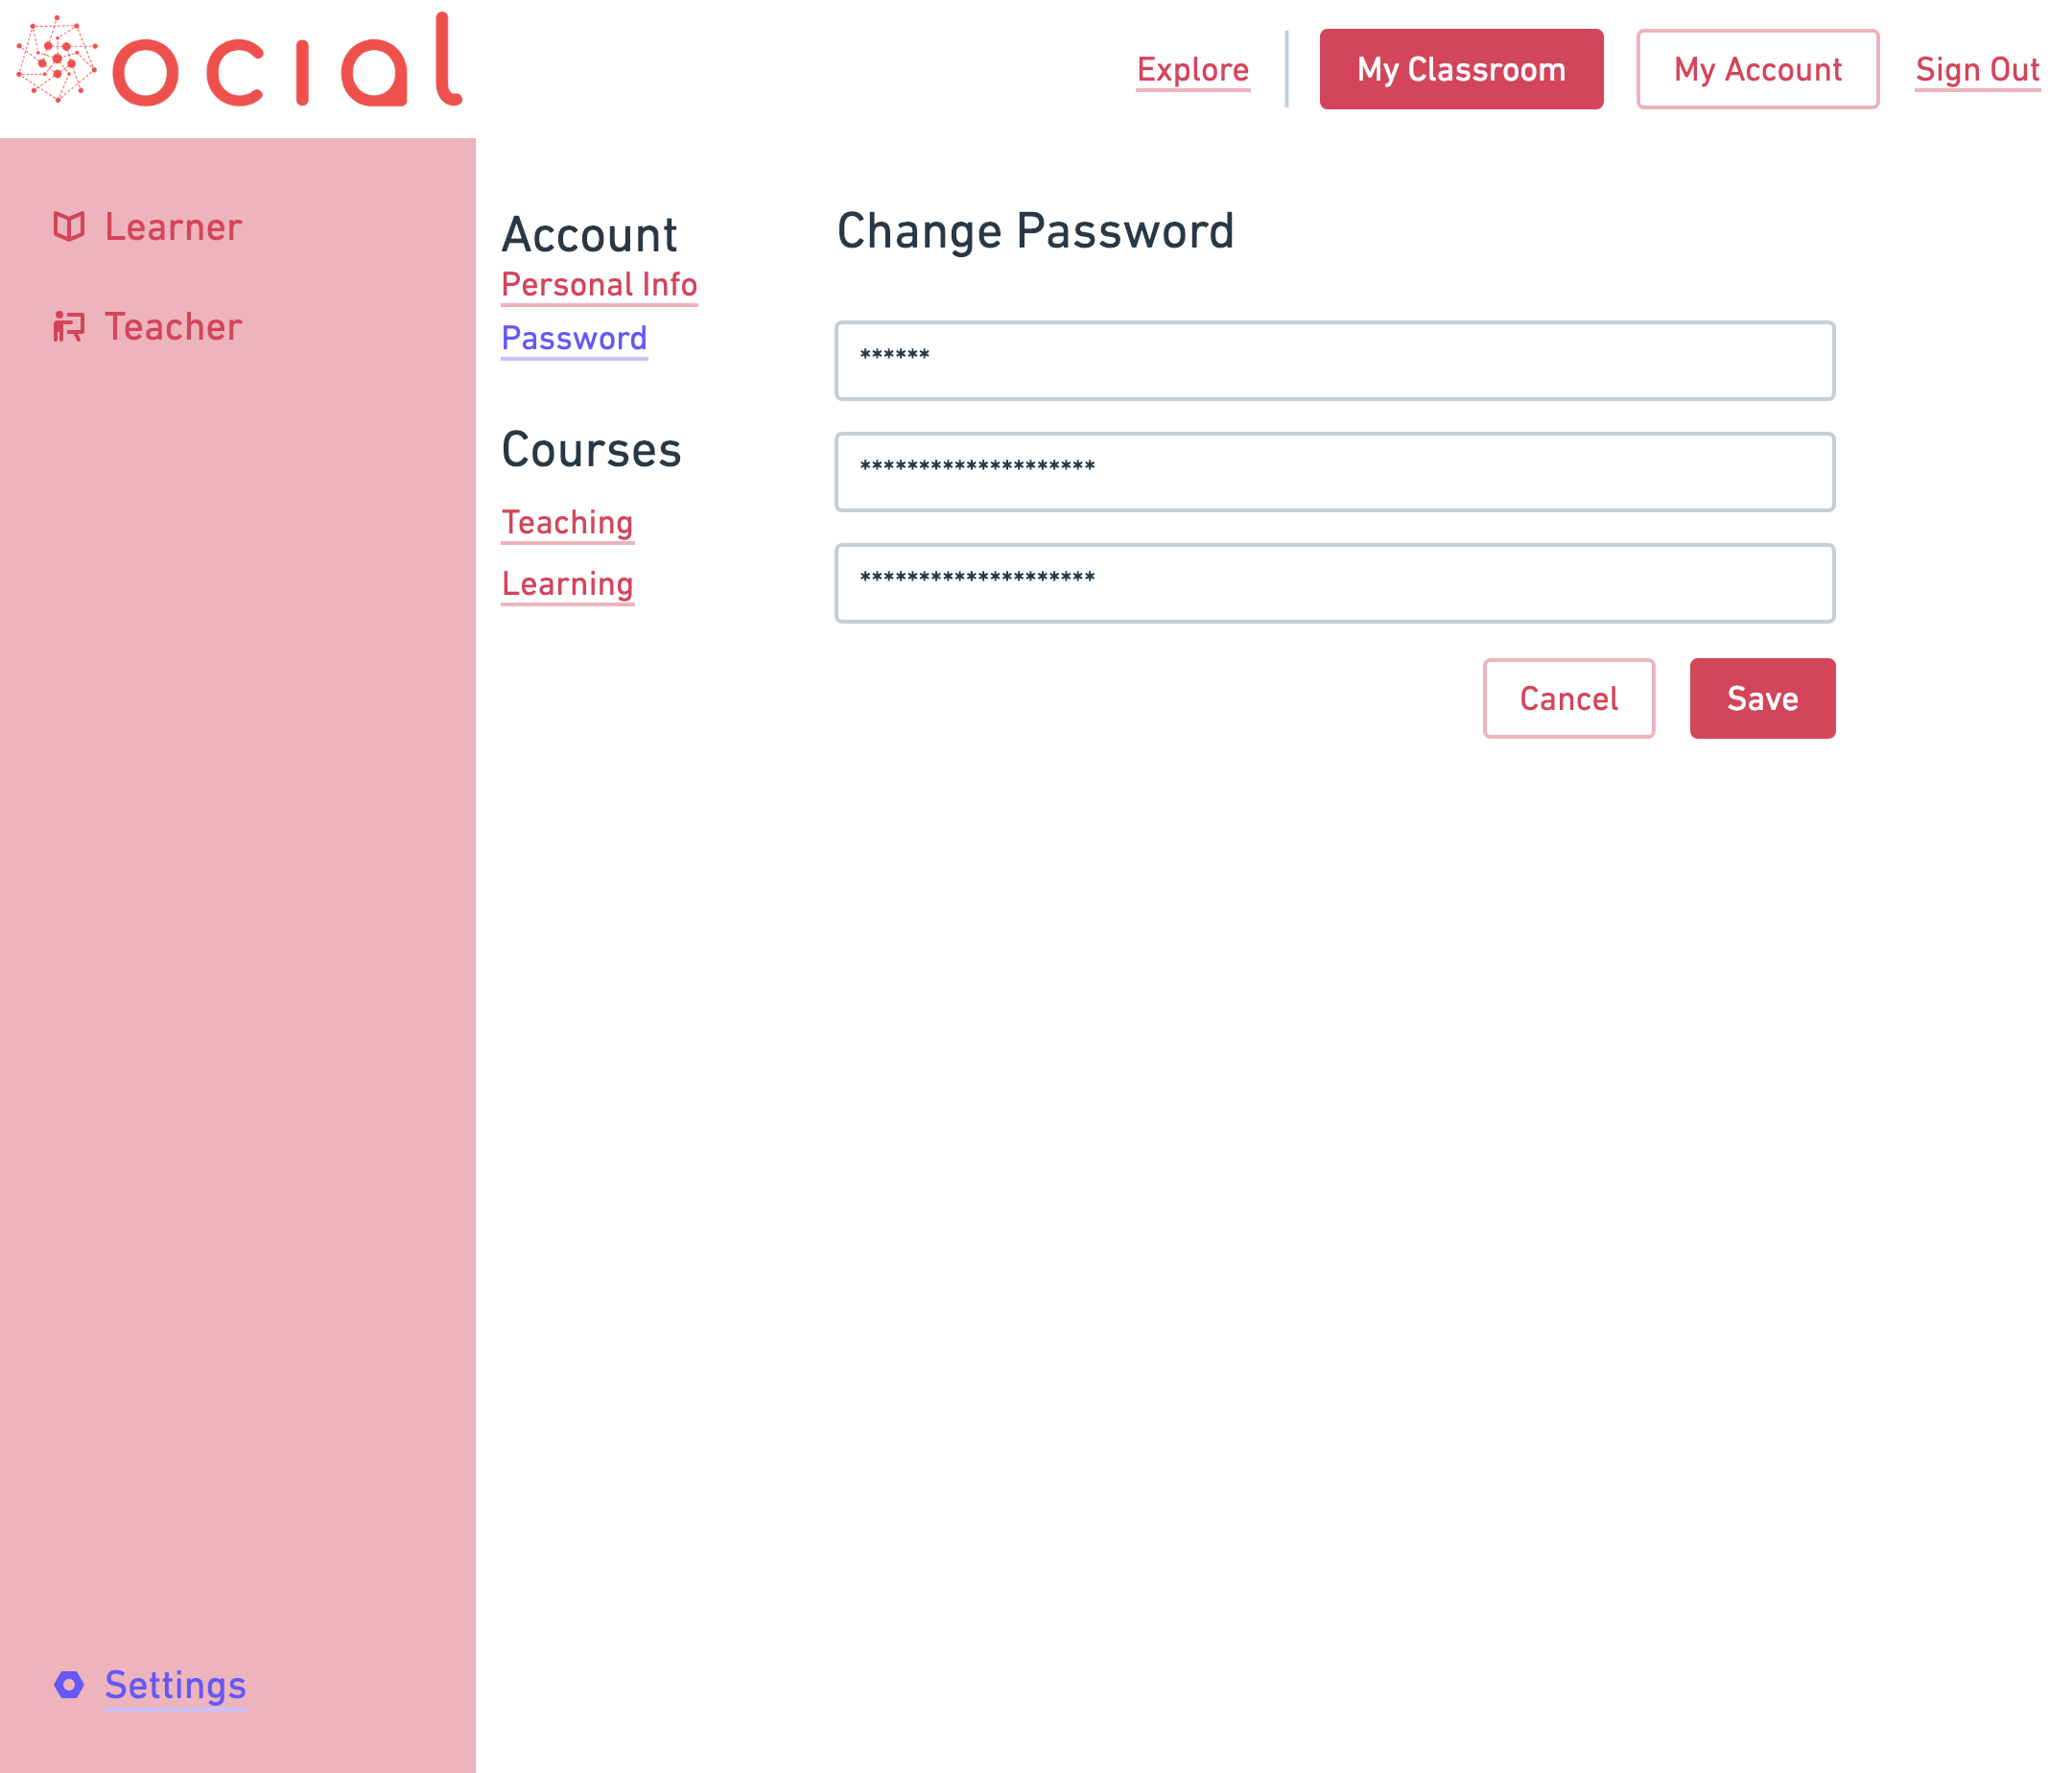 ocial
Explore
My Classroom
My Account
Sign Out
Learner
Teacher
Settings
Account
Personal Info
Password
Courses
Teaching
Learning
Change Password
******
********************
********************
Cancel
Save